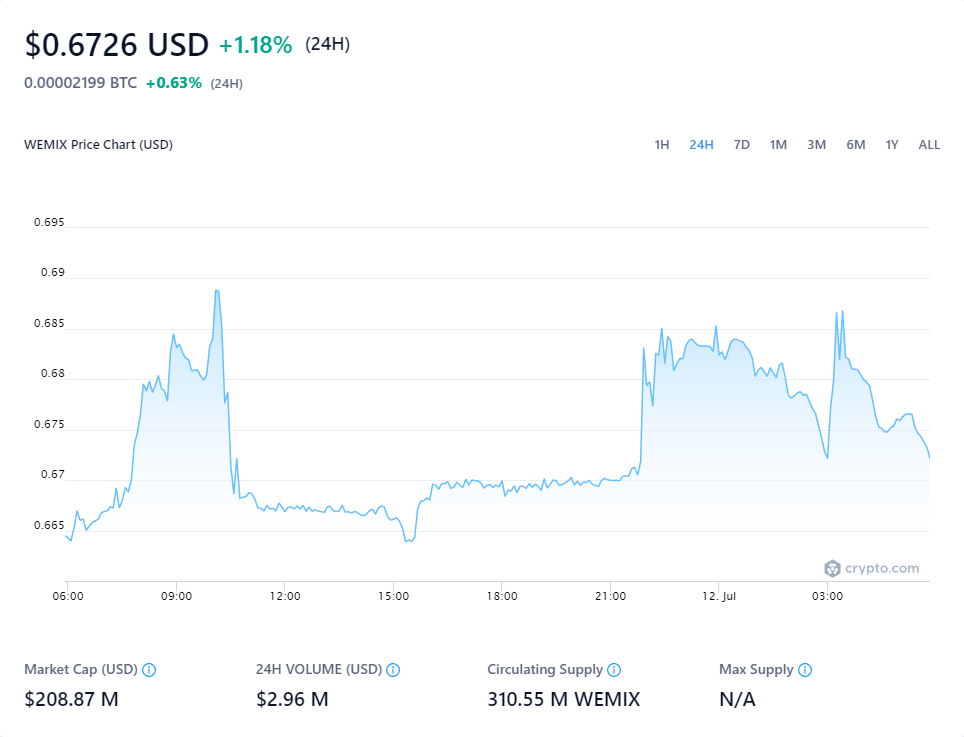 $0.6726 USD +1.18% (24H)
0.00002199 BTC +0.63% (24H)
WEMIX Price Chart (USD) 1H 24H 7D 1M 3M 6M 1Y ALL
0.695
0.69
0.685
0.68
0.675
0.67
0.665
crypto.com
06:00 09:00 12:00 15:00 18:00 21:00 12. Jul 03:00
Market Cap (USD) 24H VOLUME (USD) Circulating Supply Max Supply
$208.87 M $2.96 M 310.55 M WEMIX N/A